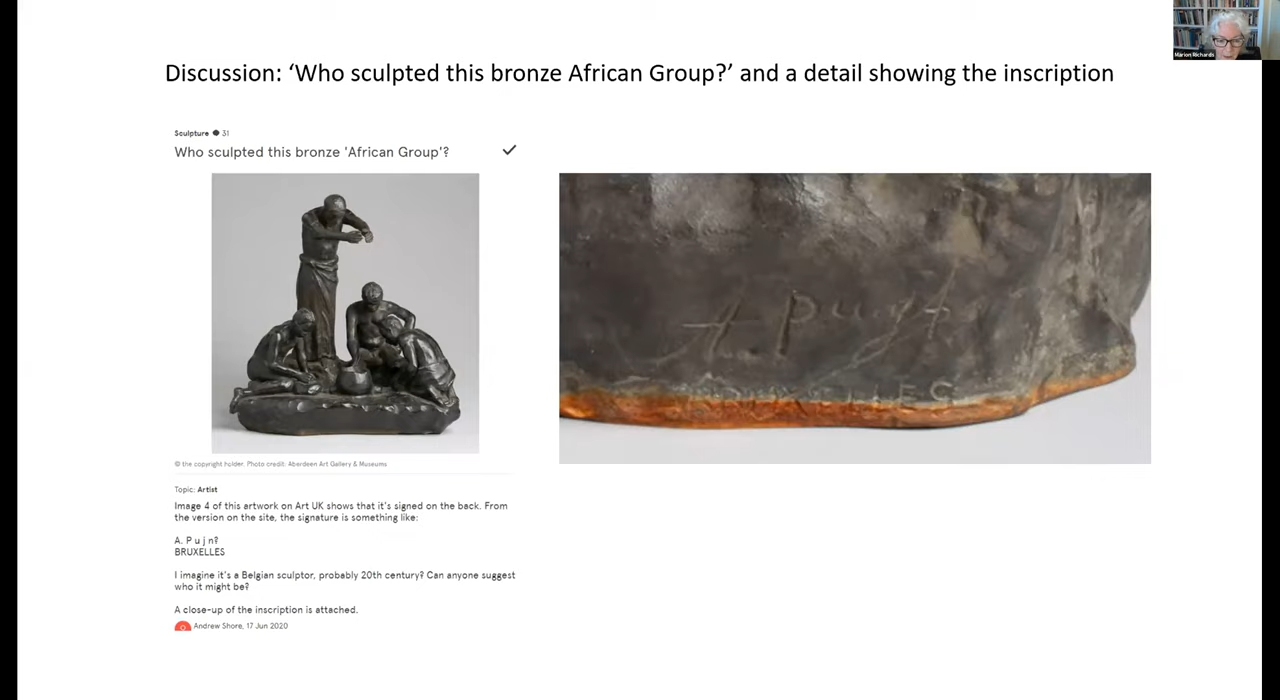 Marion Richards
Discussion: ‘Who sculpted this bronze African Group?’ and a detail showing the inscription
Sculpture 31
Who sculpted this bronze 'African Group'?
© the copyright holder. Photo credit: Aberdeen Art Gallery & Museums
Topic: Artist
Image 4 of this artwork on Art UK shows that it's signed on the back. From
the version on the site, the signature is something like:
A. P u j n?
BRUXELLES
I imagine it's a Belgian sculptor, probably 20th century? Can anyone suggest
who it might be?
A close-up of the inscription is attached.
Andrew Shore, 17 Jun 2020
BRUXELLES